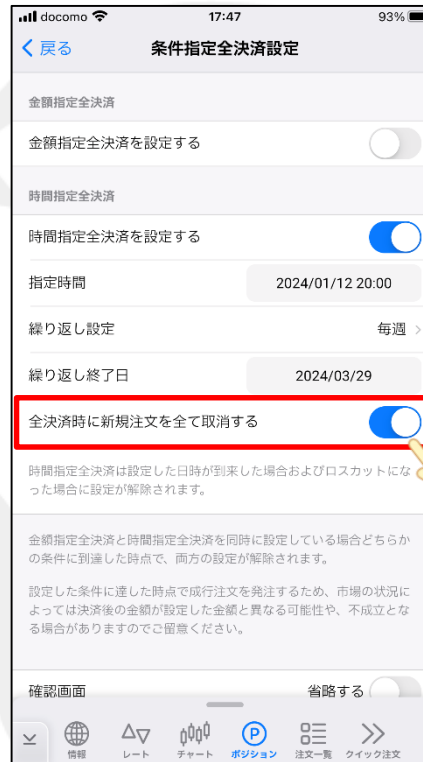 docomo 17:47 93%
戻る 条件指定全決済設定
金額指定全決済
金額指定全決済を設定する
時間指定全決済
時間指定全決済を設定する
指定時間 2024/01/12 20:00
繰り返し設定 毎週
繰り返し終了日 2024/03/29
全決済時に新規注文を全て取消する
時間指定全決済は設定した日時が到来した場合およびロスカットにな
った場合に設定が解除されます。
金額指定全決済と時間指定全決済を同時に設定している場合どちらか
の条件に到達した時点で、両方の設定が解除されます。
設定した条件に達した時点で成行注文を発注するため、市場の状況に
よっては決済後の金額が設定した金額と異なる可能性や、不成立とな
る場合がありますのでご留意ください。
確認画面 省略する
情報 レート チャート P ポジション 注文一覧 クイック注文